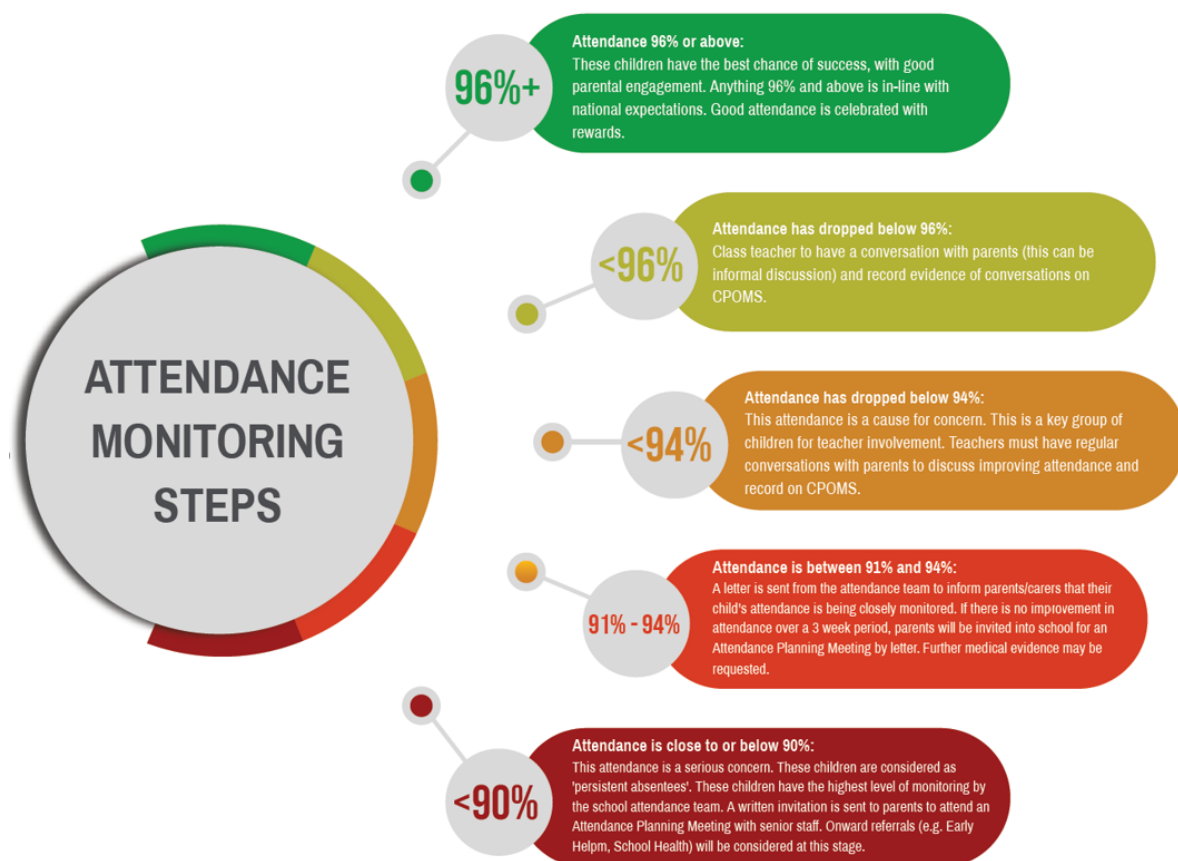 96%+
Attendance 96% or above:
These children have the best chance of success, with good
parental engagement. Anything 96% and above is in-line with
national expectations. Good attendance is celebrated with
rewards.
<96%
Attendance has dropped below 96%:
Class teacher to have a conversation with parents (this can be
informal discussion) and record evidence of conversations on
CPOMS.
ATTENDANCE
MONITORING
STEPS
<94%
Attendance has dropped below 94%:
This attendance is a cause for concern. This is a key group of
children for teacher involvement. Teachers must have regular
conversations with parents to discuss improving attendance and
record on CPOMS.
91% - 94%
Attendance is between 91% and 94%:
A letter is sent from the attendance team to inform parents/carers that their
child's attendance is being closely monitored. If there is no improvement in
attendance over a 3 week period, parents will be invited into school for an
Attendance Planning Meeting by letter. Further medical evidence may be
requested.
<90%
Attendance is close to or below 90%:
This attendance is a serious concern. These children are considered as
'persistent absentees'. These children have the highest level of monitoring by
the school attendance team. A written invitation is sent to parents to attend an
Attendance Planning Meeting with senior staff. Onward referrals (e.g. Early
Helpm, School Health) will be considered at this stage.